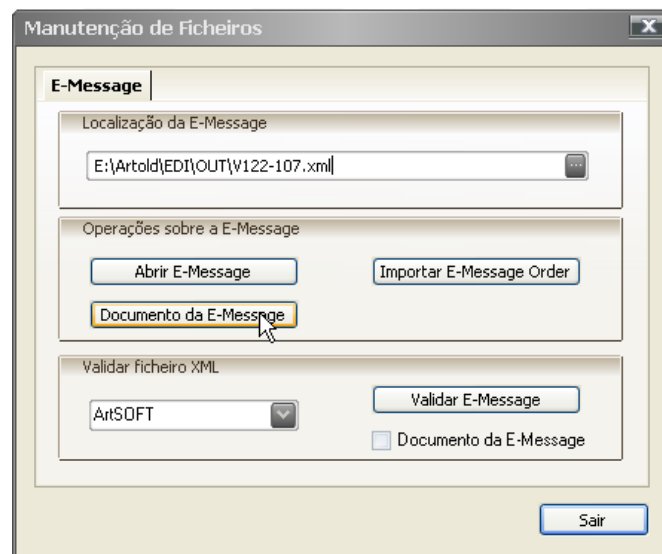 Manutenção de Ficheiros
E-Message
Localização da E-Message
E:\Artold\EDI\OUT\V122-107.xml
Operações sobre a E-Message
Abrir E-Message
Importar E-Message Order
Documento da E-Message
Validar ficheiro XML
ArtSOFT
Validar E-Message
Documento da E-Message
Sair